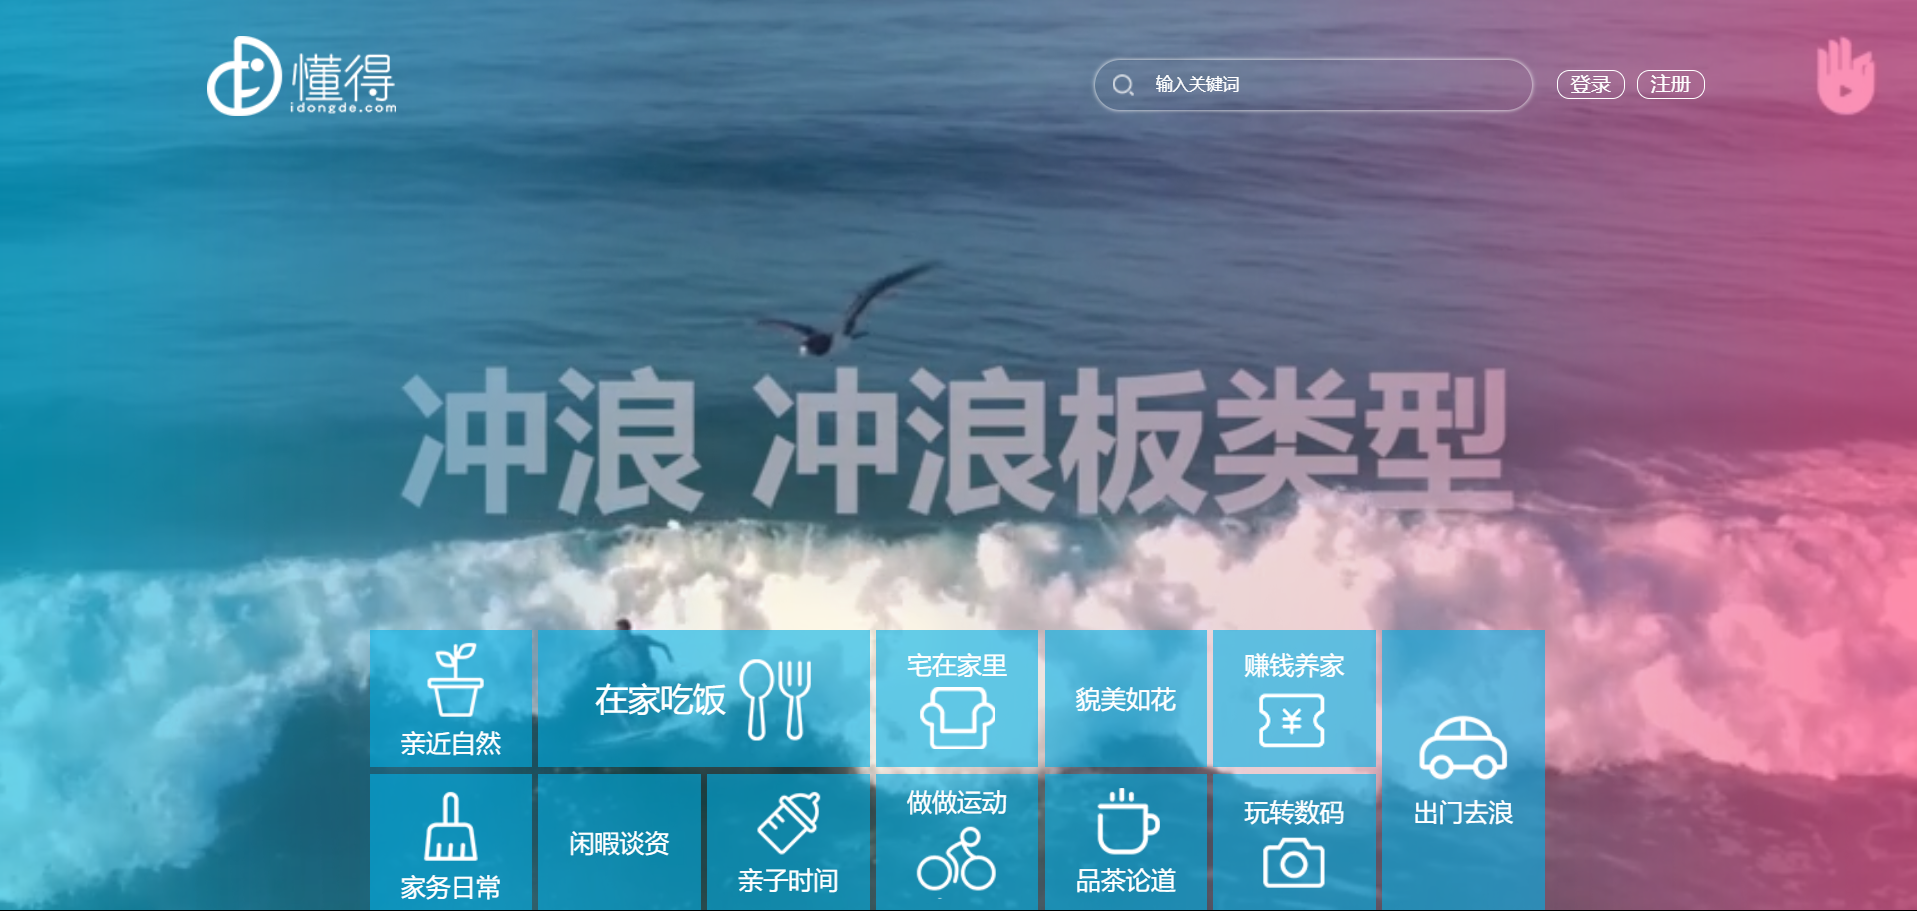 懂得
idongde.com
输入关键词
登录
注册
冲浪 冲浪板类型
亲近自然
在家吃饭
宅在家里
貌美如花
赚钱养家
出门去浪
家务日常
闲暇谈资
亲子时间
做做运动
品茶论道
玩转数码